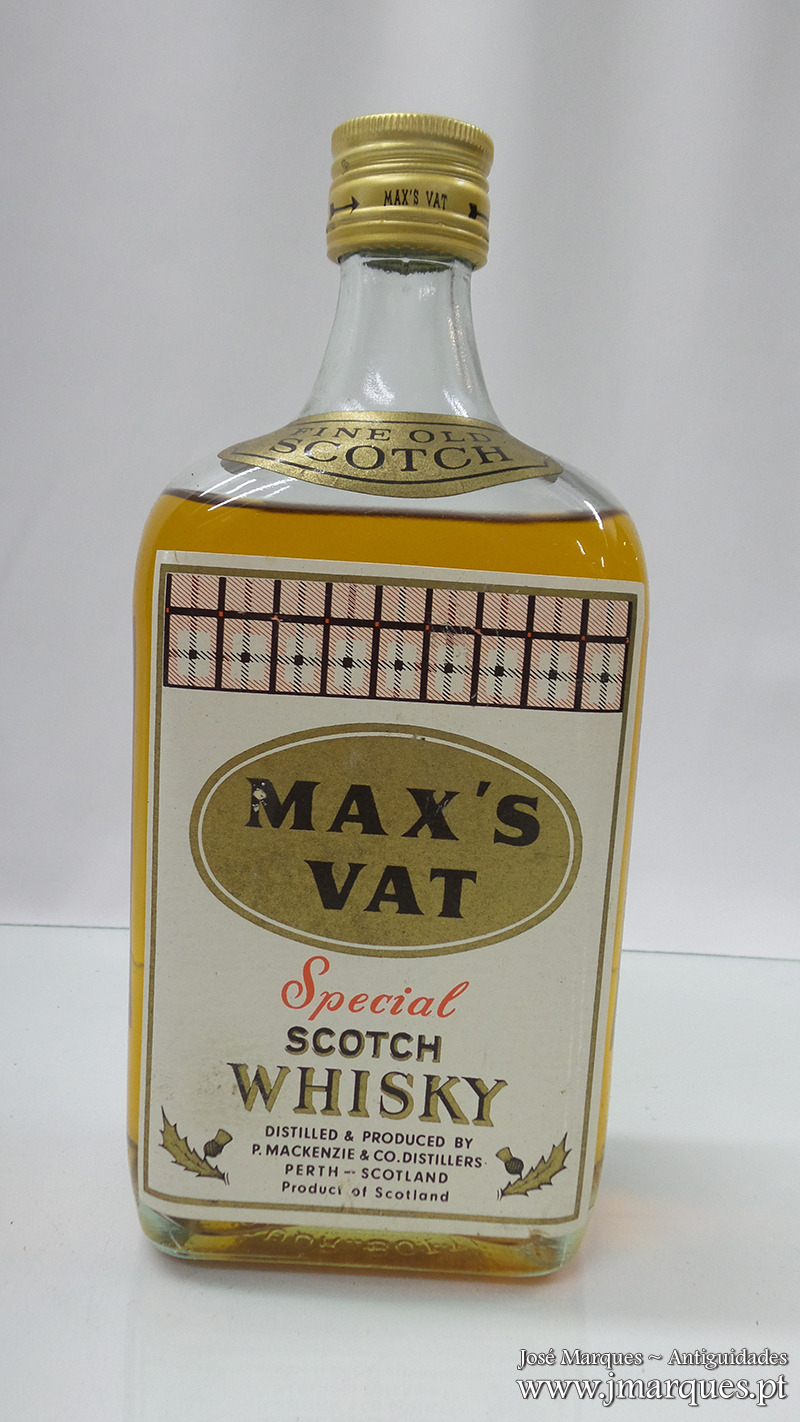 MAX'S VAT
FINE OLD
SCOTCH
MAX'S
VAT
Special
SCOTCH
WHISKY
DISTILLED & PRODUCED BY
P. MACKENZIE & CO. DISTILLERS
PERTH - SCOTLAND
Product of Scotland
José Marques ~ Antiguidades
www.jmarques.pt